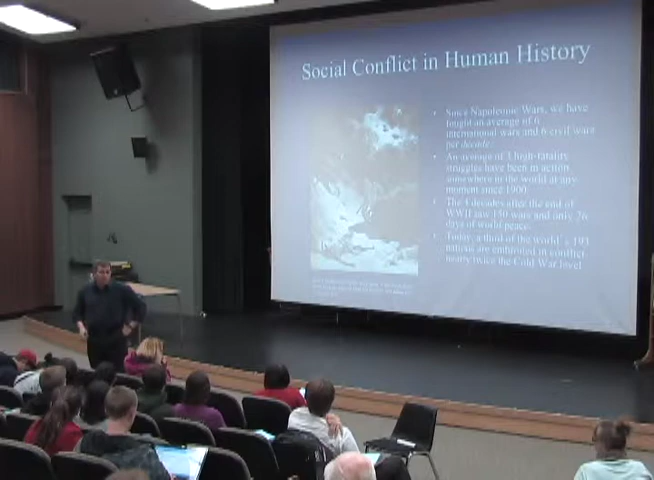 Social Conflict in Human History
• Since Napoleonic Wars, we have
fought an average of 6
international wars and 6 civil wars
per decade.
• An average of 3 high-fatality
struggles have been in action
somewhere in the world at any
moment since 1900.
• The 4 decades after the end of
WWII saw 150 wars and only 26
days of world peace.
• Today, a third of the world's 193
nations are embroiled in conflict
nearly twice the Cold War level